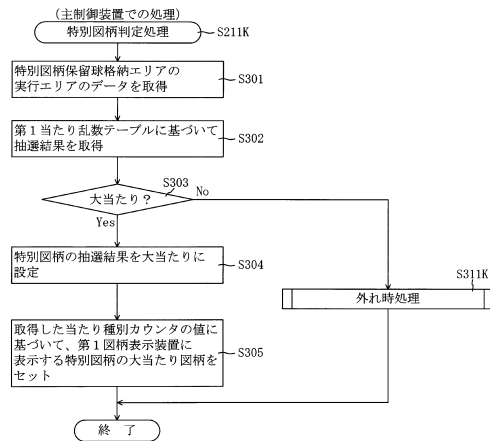 (主制御装置での処理)
特別図柄判定処理
S211K
特別図柄保留球格納エリアの
実行エリアのデータを取得
S301
第1当たり乱数テーブルに基づいて
抽選結果を取得
S302
大当たり?
S303
No
Yes
特別図柄の抽選結果を大当たりに
設定
S304
S311K
外れ時処理
取得した当たり種別カウンタの値に
基づいて、第1図柄表示装置に
表示する特別図柄の大当たり図柄を
セット
S305
終 了